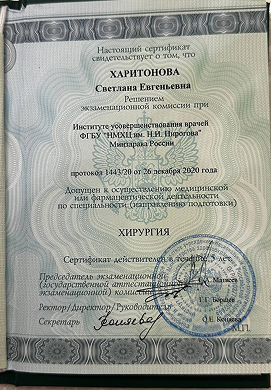 Настоящий сертификат
свидетельствует о том, что
ХАРИТОНОВА
Светлана Евгеньевна
Решением
экзаменационной комиссии при
Институте усовершенствования врачей
ФГБУ "НМХЦ им. Н.И. Пирогова"
Минздрава России
протокол 1443/20 от 26 декабря 2020 года
Допущен к осуществлению медицинской
или фармацевтической деятельности
по специальности (направлению подготовки)
ХИРУРГИЯ
Сертификат действителен в течение 5 лет
Председатель экзаменационной
(государственной аттестационной,
экзаменационной) комиссии
Матвеев
Ректор/Директор/Руководитель
Секретарь
М.П.